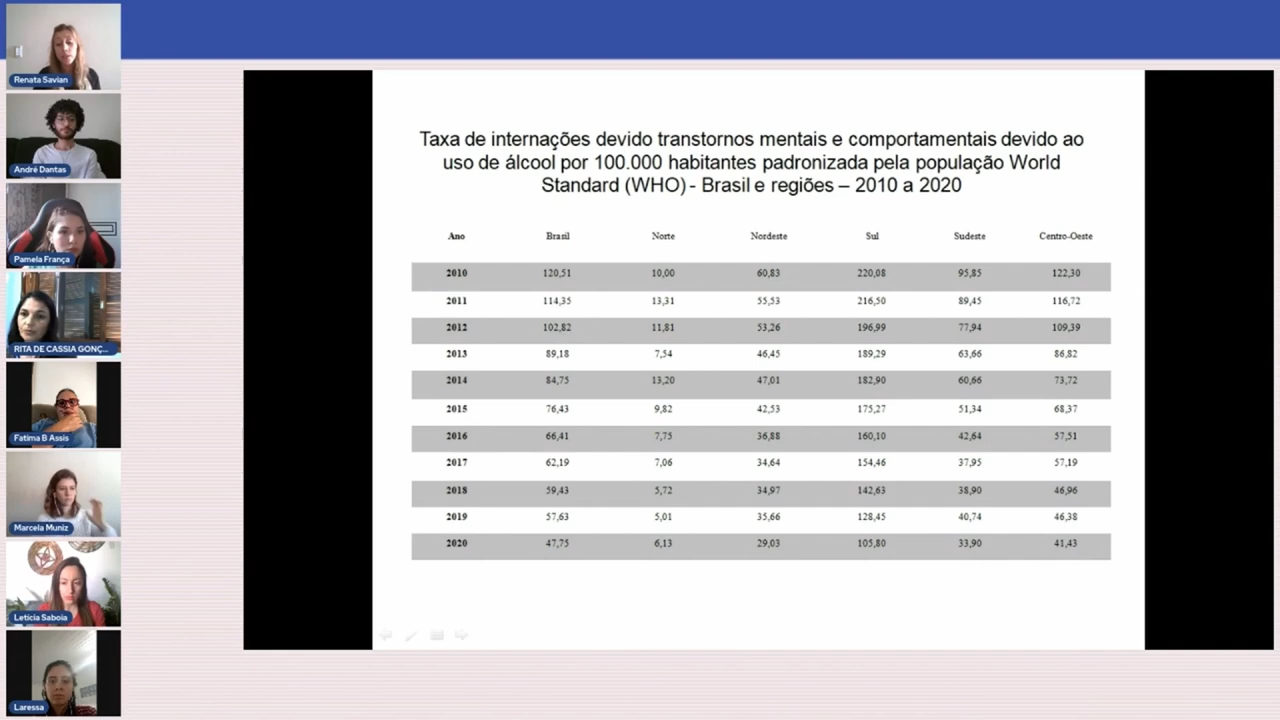 Renata Savian
André Dantas
Pamela França
RITA DE CASSIA GONÇ...
Fatima B Assis
Marcela Muniz
Letícia Saboia
Laressa
Taxa de internações devido transtornos mentais e comportamentais devido ao
uso de álcool por 100.000 habitantes padronizada pela população World
Standard (WHO) - Brasil e regiões – 2010 a 2020
Ano Brasil Norte Nordeste Sul Sudeste Centro-Oeste
2010 120,51 10,00 60,83 220,08 95,85 122,30
2011 114,35 13,31 55,53 216,50 89,45 116,72
2012 102,82 11,81 53,26 196,99 77,94 109,39
2013 89,18 7,54 46,45 189,29 63,66 86,82
2014 84,75 13,20 47,01 182,90 60,66 73,72
2015 76,43 9,82 42,53 175,27 51,34 68,37
2016 66,41 7,75 36,88 160,10 42,64 57,51
2017 62,19 7,06 34,64 154,46 37,95 57,19
2018 59,43 5,72 34,97 142,63 38,90 46,96
2019 57,63 5,01 35,66 128,45 40,74 46,38
2020 47,75 6,13 29,03 105,80 33,90 41,43